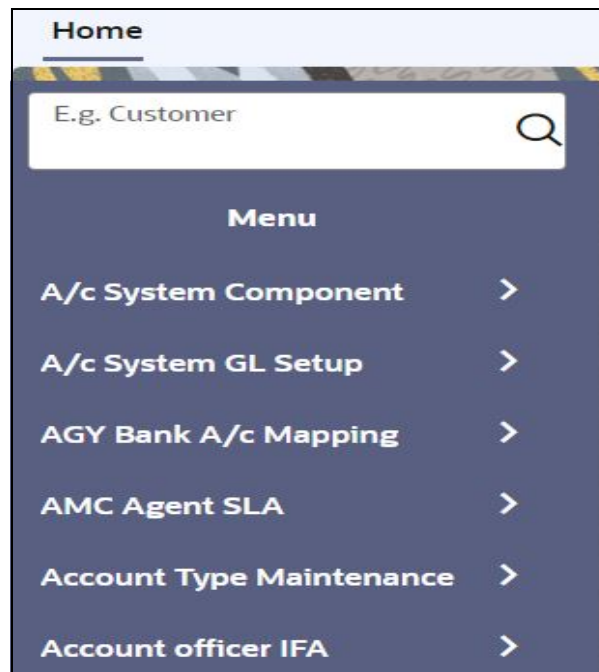 Home
E.g. Customer
Menu
A/c System Component
A/c System GL Setup
AGY Bank A/c Mapping
AMC Agent SLA
Account Type Maintenance
Account officer IFA